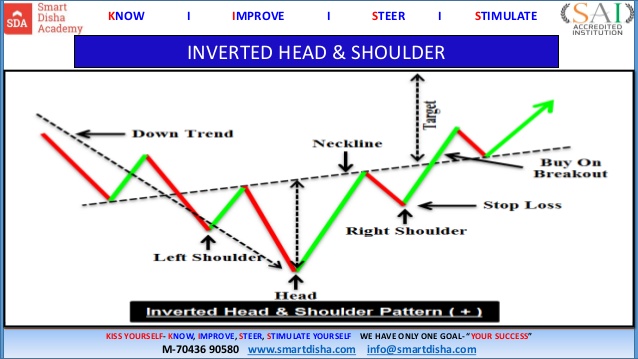 SDA
Smart
Disha
Academy
KNOW I IMPROVE I STEER I STIMULATE
SAI
ACCREDITED
INSTITUTION
INVERTED HEAD & SHOULDER
Down Trend
Neckline
Target
Buy On
Breakout
Stop Loss
Right Shoulder
Left Shoulder
Head
Inverted Head & Shoulder Pattern ( + )
KISS YOURSELF- KNOW, IMPROVE, STEER, STIMULATE YOURSELF WE HAVE ONLY ONE GOAL- “YOUR SUCCESS”
M-70436 90580 www.smartdisha.com info@smartdisha.com